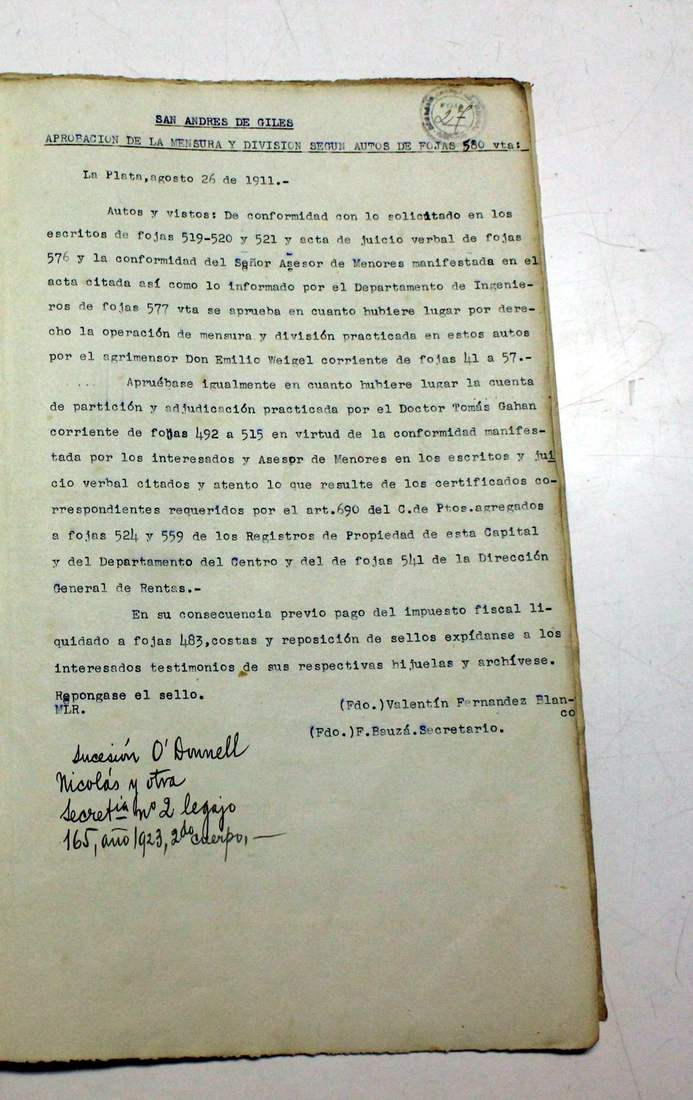 27
SAN ANDRES DE GILES
APROBACION DE LA MENSURA Y DIVISION SEGUN AUTOS DE FOJAS 580 vta:
La Plata,agosto 26 de 1911.-
Autos y vistos: De conformidad con lo solicitado en los
escritos de fojas 519-520 y 521 y acta de juicio verbal de fojas
576 y la conformidad del Señor Asesor de Menores manifestada en el
acta citada así como lo informado por el Departamento de Ingenie-
ros de fojas 577 vta se aprueba en cuanto hubiere lugar por dere-
cho la operación de mensura y división practicada en estos autos
por el agrimensor Don Emilio Weigel corriente de fojas 41 a 57.-
Apruébase igualmente en cuanto hubiere lugar la cuenta
de partición y adjudicación practicada por el Doctor Tomás Gahan
corriente de fojas 492 a 515 en virtud de la conformidad manifes-
tada por los interesados y Asesor de Menores en los escritos y jui
cio verbal citados y atento lo que resulte de los certificados co-
rrespondientes requeridos por el art.690 del C.de Ptos.agregados
a fojas 524 y 559 de los Registros de Propiedad de esta Capital
y del Departamento del Centro y del de fojas 541 de la Dirección
General de Rentas.-
En su consecuencia previo pago del impuesto fiscal li-
quidado a fojas 483,costas y reposición de sellos expídanse a los
interesados testimonios de sus respectivas hijuelas y archívese.
Repongase el sello.
MLR.
(Fdo.)Valentín Fernandez Blan-
co
(Fdo.)F.Bauzá.Secretario.
Sucesión O'Donnell
Nicolás y otra
Secretia nº 2 legajo
165, año 1923, 2do cuerpo,—